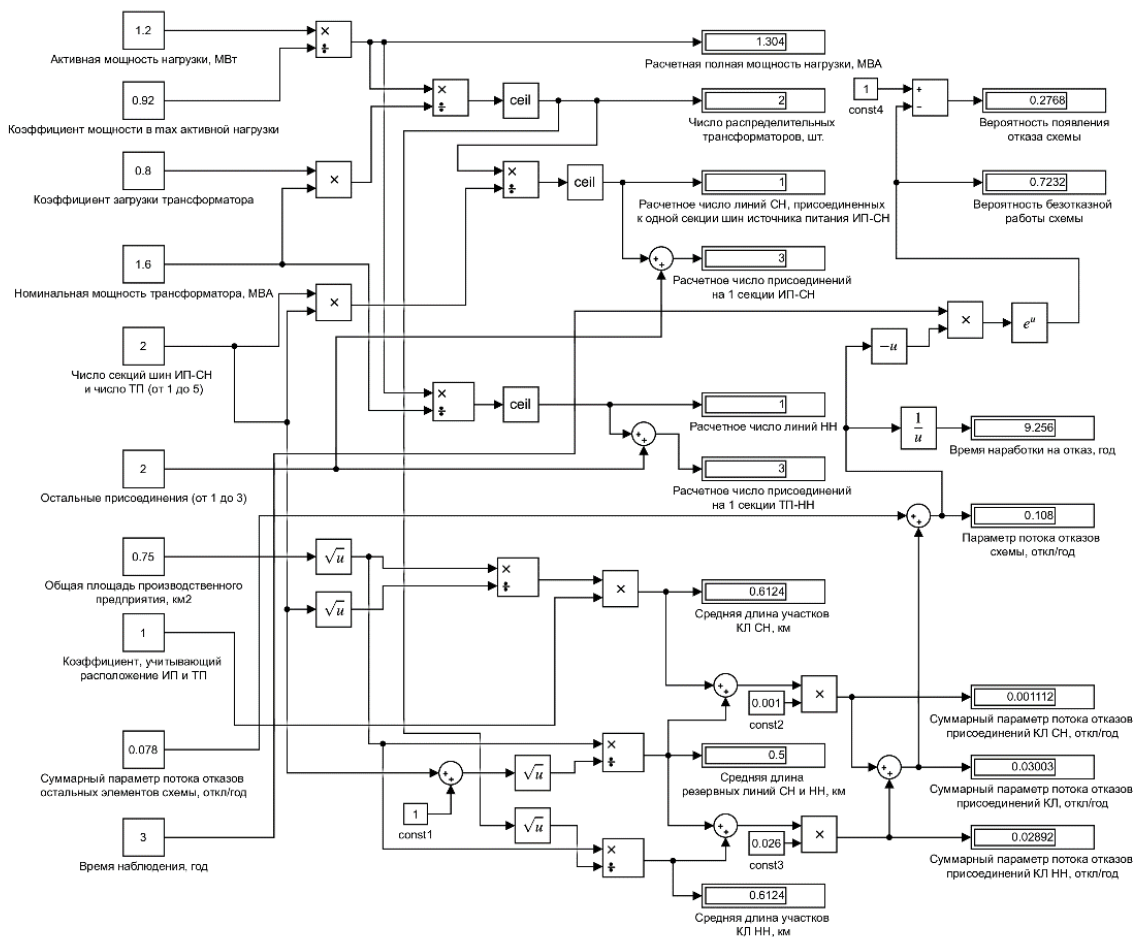 1.2
Активная мощность нагрузки, МВт
0.92
Коэффициент мощности в max активной нагрузки
0.8
Коэффициент загрузки трансформатора
1.6
Номинальная мощность трансформатора, МВА
2
Число секций шин ИП-СН
и число ТП (от 1 до 5)
2
Остальные присоединения (от 1 до 3)
0.75
Общая площадь производственного
предприятия, км2
1
Коэффициент, учитывающий
расположение ИП и ТП
0.078
Суммарный параметр потока отказов
остальных элементов схемы, откл/год
3
Время наблюдения, год
×
÷
×
÷
ceil
×
×
÷
ceil
×
+
+
×
÷
ceil
+
+
√u
√u
×
÷
×
1
const1
+
+
√u
√u
×
÷
×
÷
+
+
0.001
const2
×
+
+
0.026
const3
×
+
+
+
+
1.304
Расчетная полная мощность нагрузки, МВА
2
Число распределительных
трансформаторов, шт.
1
Расчетное число линий СН, присоединенных
к одной секции шин источника питания ИП-СН
3
Расчетное число присоединений
на 1 секции ИП-СН
1
Расчетное число линий НН
3
Расчетное число присоединений
на 1 секции ТП-НН
0.6124
Средняя длина участков
КЛ СН, км
0.5
Средняя длина
резервных линий СН и НН, км
0.6124
Средняя длина участков
КЛ НН, км
1
const4
+
−
0.2768
Вероятность появления
отказа схемы
0.7232
Вероятность безотказной
работы схемы
×
eᵘ
−u
1
u
9.256
Время наработки на отказ, год
0.108
Параметр потока отказов
схемы, откл/год
0.001112
Суммарный параметр потока отказов
присоединений КЛ СН, откл/год
0.03003
Суммарный параметр потока отказов
присоединений КЛ, откл/год
0.02892
Суммарный параметр потока отказов
присоединений КЛ НН, откл/год